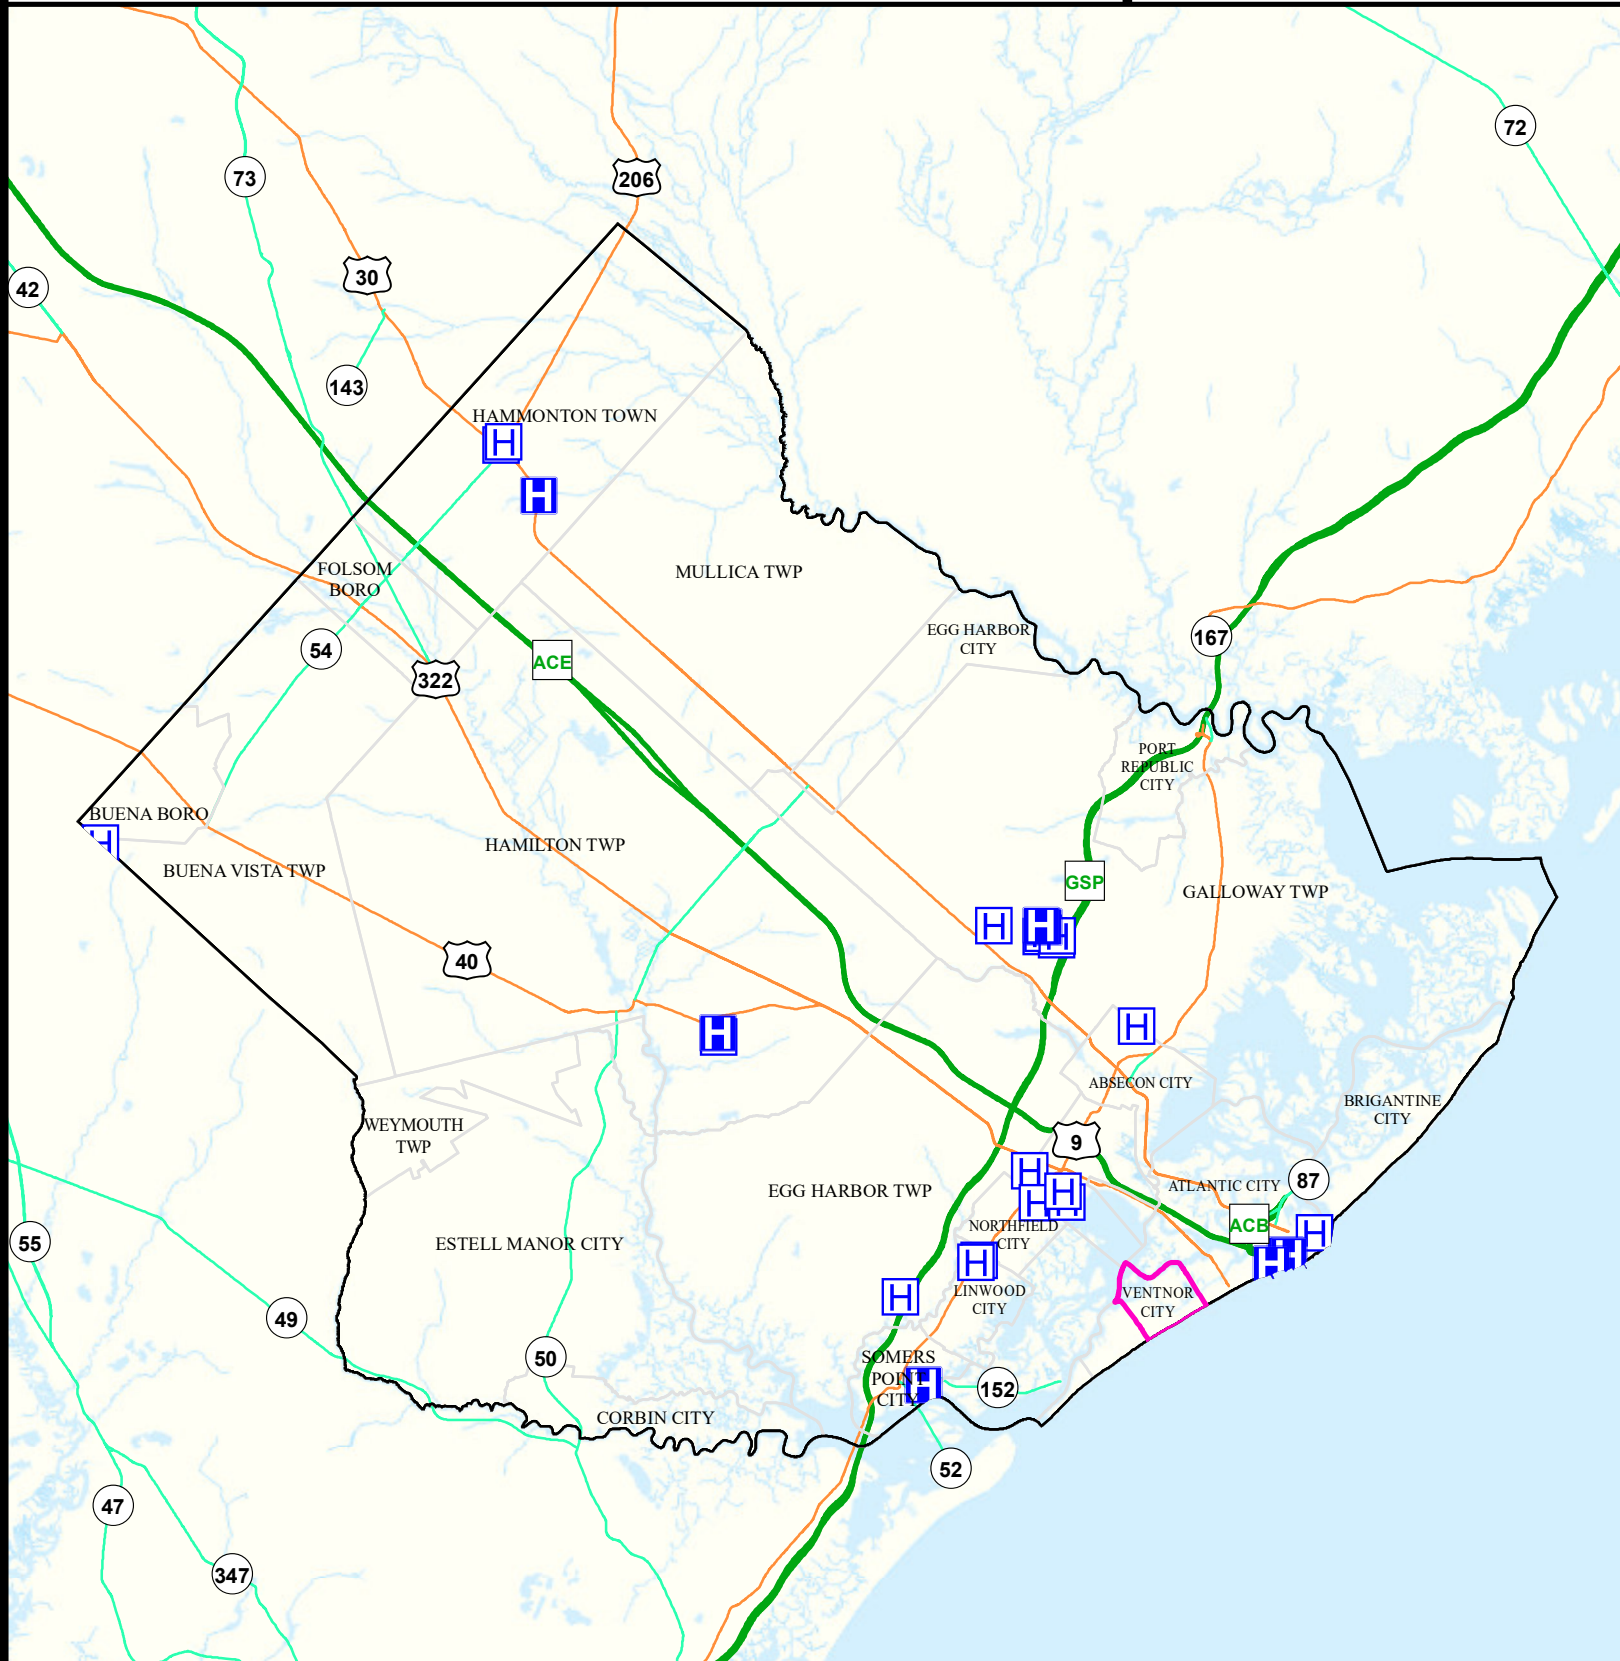 72
73
206
30
42
143
HAMMONTON TOWN
H
H
FOLSOM
BORO
MULLICA TWP
EGG HARBOR
CITY
167
54
ACE
322
PORT
REPUBLIC
CITY
BUENA BORO
H
HAMILTON TWP
BUENA VISTA TWP
GSP
GALLOWAY TWP
H
H
H
40
H
H
ABSECON CITY
BRIGANTINE
CITY
WEYMOUTH
TWP
9
H
EGG HARBOR TWP
ATLANTIC CITY
87
H
H
NORTHFIELD
CITY
ACB
H
55
ESTELL MANOR CITY
H
H
H
LINWOOD
CITY
VENTNOR
CITY
H
49
50
SOMERS
POINT
CITY
H
152
CORBIN CITY
52
47
347